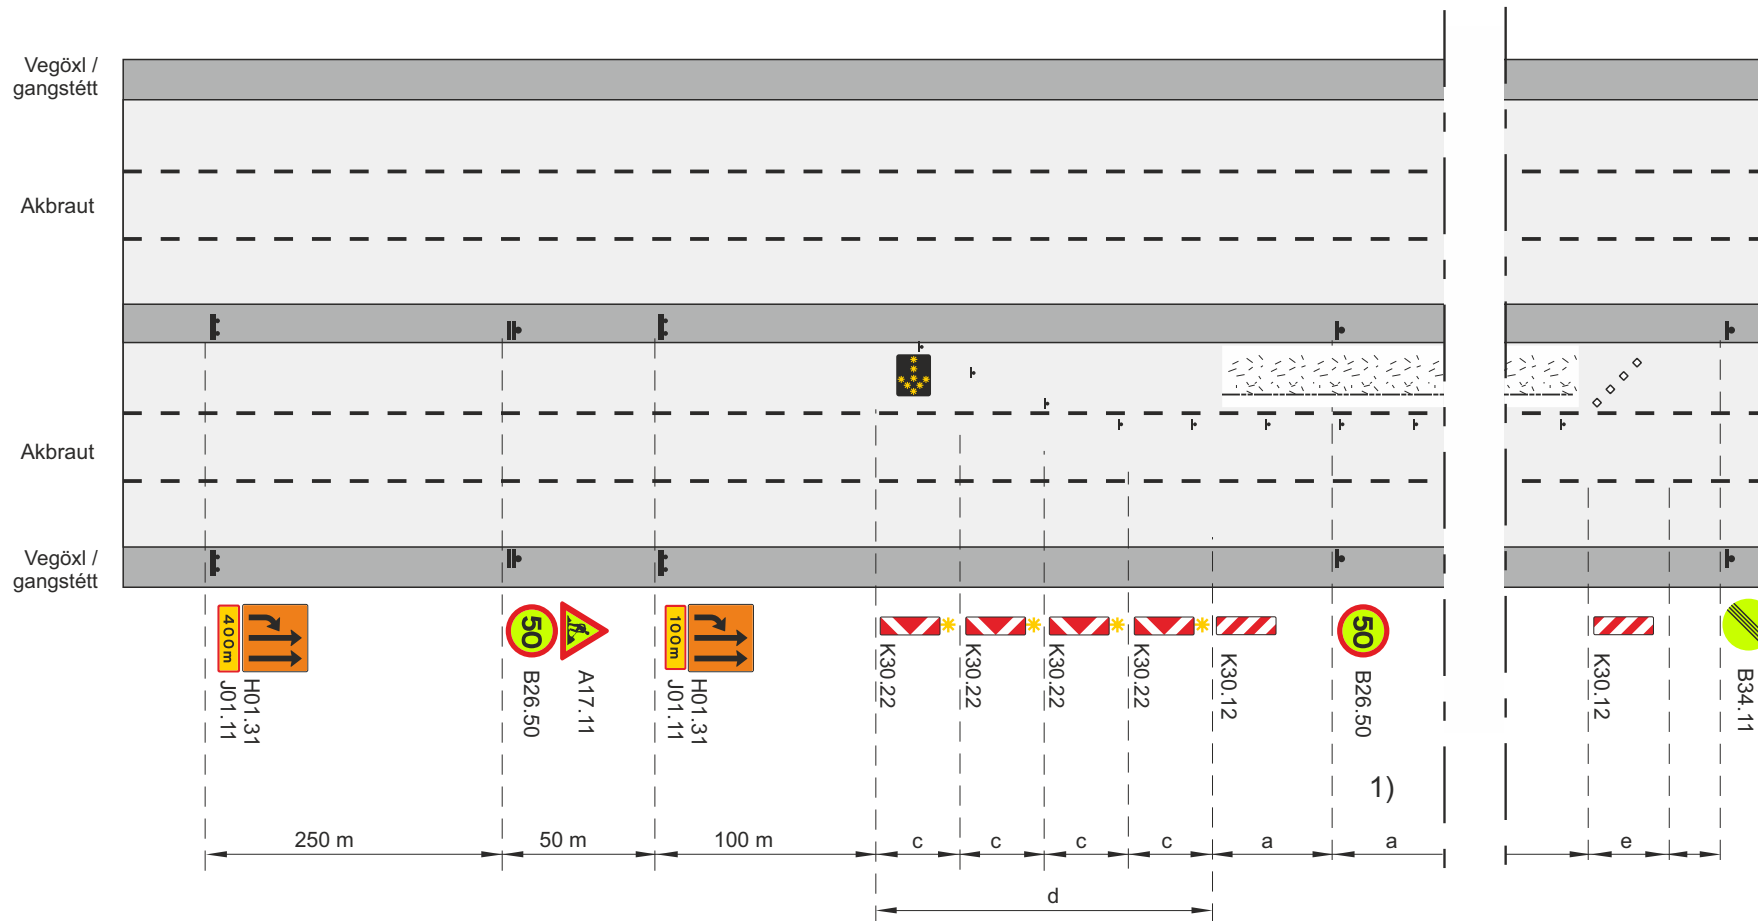 Vegöxl /
gangstétt
Akbraut
Akbraut
Vegöxl /
gangstétt
400m
J01.11
H01.31
50
B26.50
A17.11
100m
J01.11
H01.31
K30.22
K30.22
K30.22
K30.22
K30.12
50
B26.50
K30.12
B34.11
1)
250 m
50 m
100 m
c
c
c
c
a
a
e
d